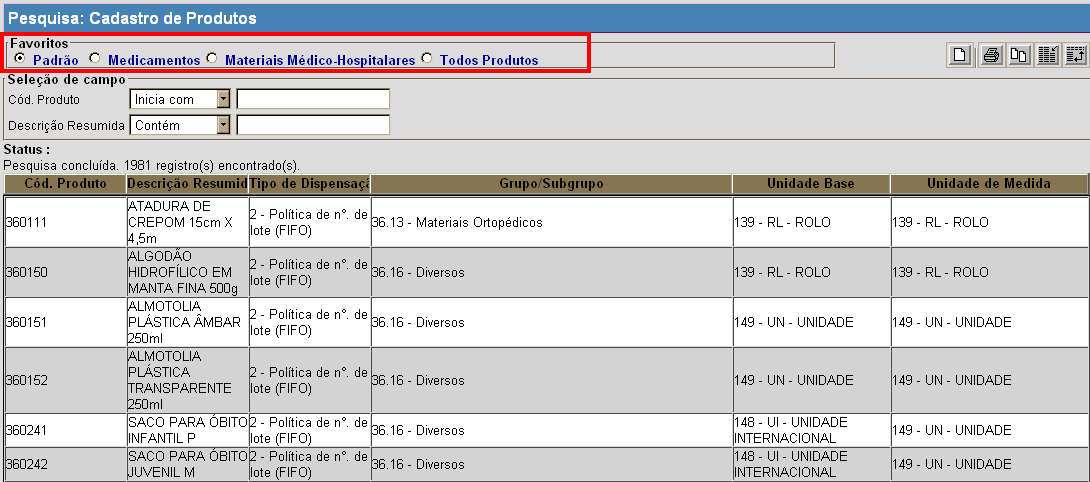 Pesquisa: Cadastro de Produtos
Favoritos
Padrão Medicamentos Materiais Médico-Hospitalares Todos Produtos
Seleção de campo
Cód. Produto Inicia com
Descrição Resumida Contém
Status :
Pesquisa concluída. 1981 registro(s) encontrado(s).
Cód. Produto Descrição Resumid Tipo de Dispensaçã Grupo/Subgrupo Unidade Base Unidade de Medida
360111 ATADURA DE CREPOM 15cm X 4,5m 2 - Política de n°. de lote (FIFO) 36.13 - Materiais Ortopédicos 139 - RL - ROLO 139 - RL - ROLO
360150 ALGODÃO HIDROFÍLICO EM MANTA FINA 500g 2 - Política de n°. de lote (FIFO) 36.16 - Diversos 139 - RL - ROLO 139 - RL - ROLO
360151 ALMOTOLIA PLÁSTICA ÂMBAR 250ml 2 - Política de n°. de lote (FIFO) 36.16 - Diversos 149 - UN - UNIDADE 149 - UN - UNIDADE
360152 ALMOTOLIA PLÁSTICA TRANSPARENTE 250ml 2 - Política de n°. de lote (FIFO) 36.16 - Diversos 149 - UN - UNIDADE 149 - UN - UNIDADE
360241 SACO PARA ÓBITO INFANTIL P 2 - Política de n°. de lote (FIFO) 36.16 - Diversos 148 - UI - UNIDADE INTERNACIONAL 149 - UN - UNIDADE
360242 SACO PARA ÓBITO JUVENIL M 2 - Política de n°. de lote (FIFO) 36.16 - Diversos 148 - UI - UNIDADE INTERNACIONAL 149 - UN - UNIDADE